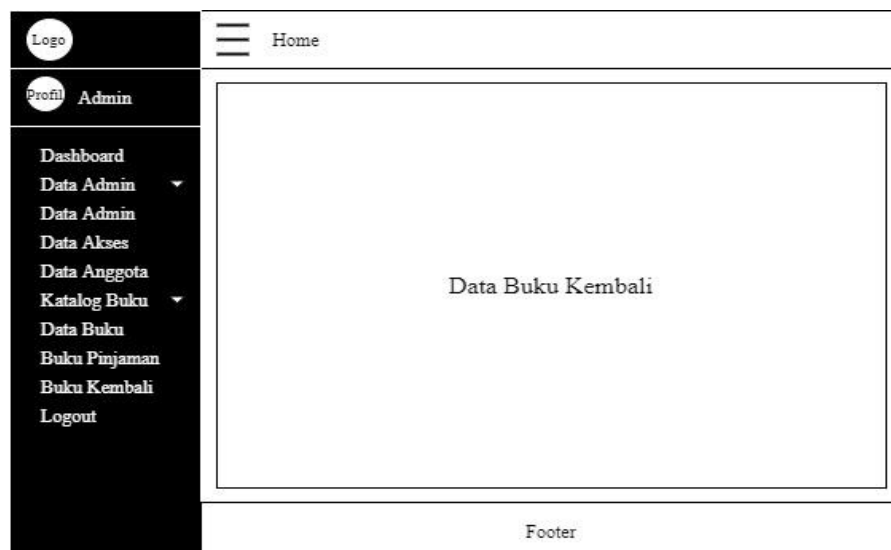 Logo
Home
Profil
Admin
Dashboard
Data Admin
Data Admin
Data Akses
Data Anggota
Katalog Buku
Data Buku
Buku Pinjaman
Buku Kembali
Logout
Data Buku Kembali
Footer